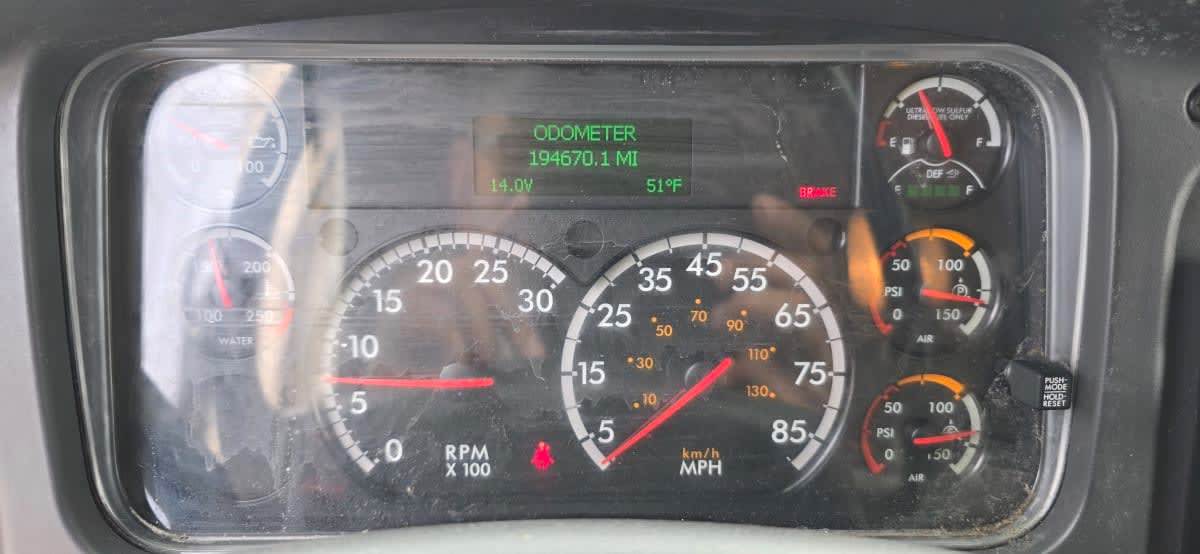 ODOMETER
194670.1 MI
14.0V 51°F
BRAKE
0 100
ULTRA LOW SULFUR
DIESEL FUEL ONLY
E F
DEF
E F
200
100 250
WATER
0 5 10 15 20 25 30
RPM
X 100
5 15 25 35 45 55 65 75 85
10 30 50 70 90 110 130
km/h
MPH
50 100
PSI P
0 150
AIR
50 100
PSI
0 150
AIR
PUSH-
MODE
HOLD-
RESET